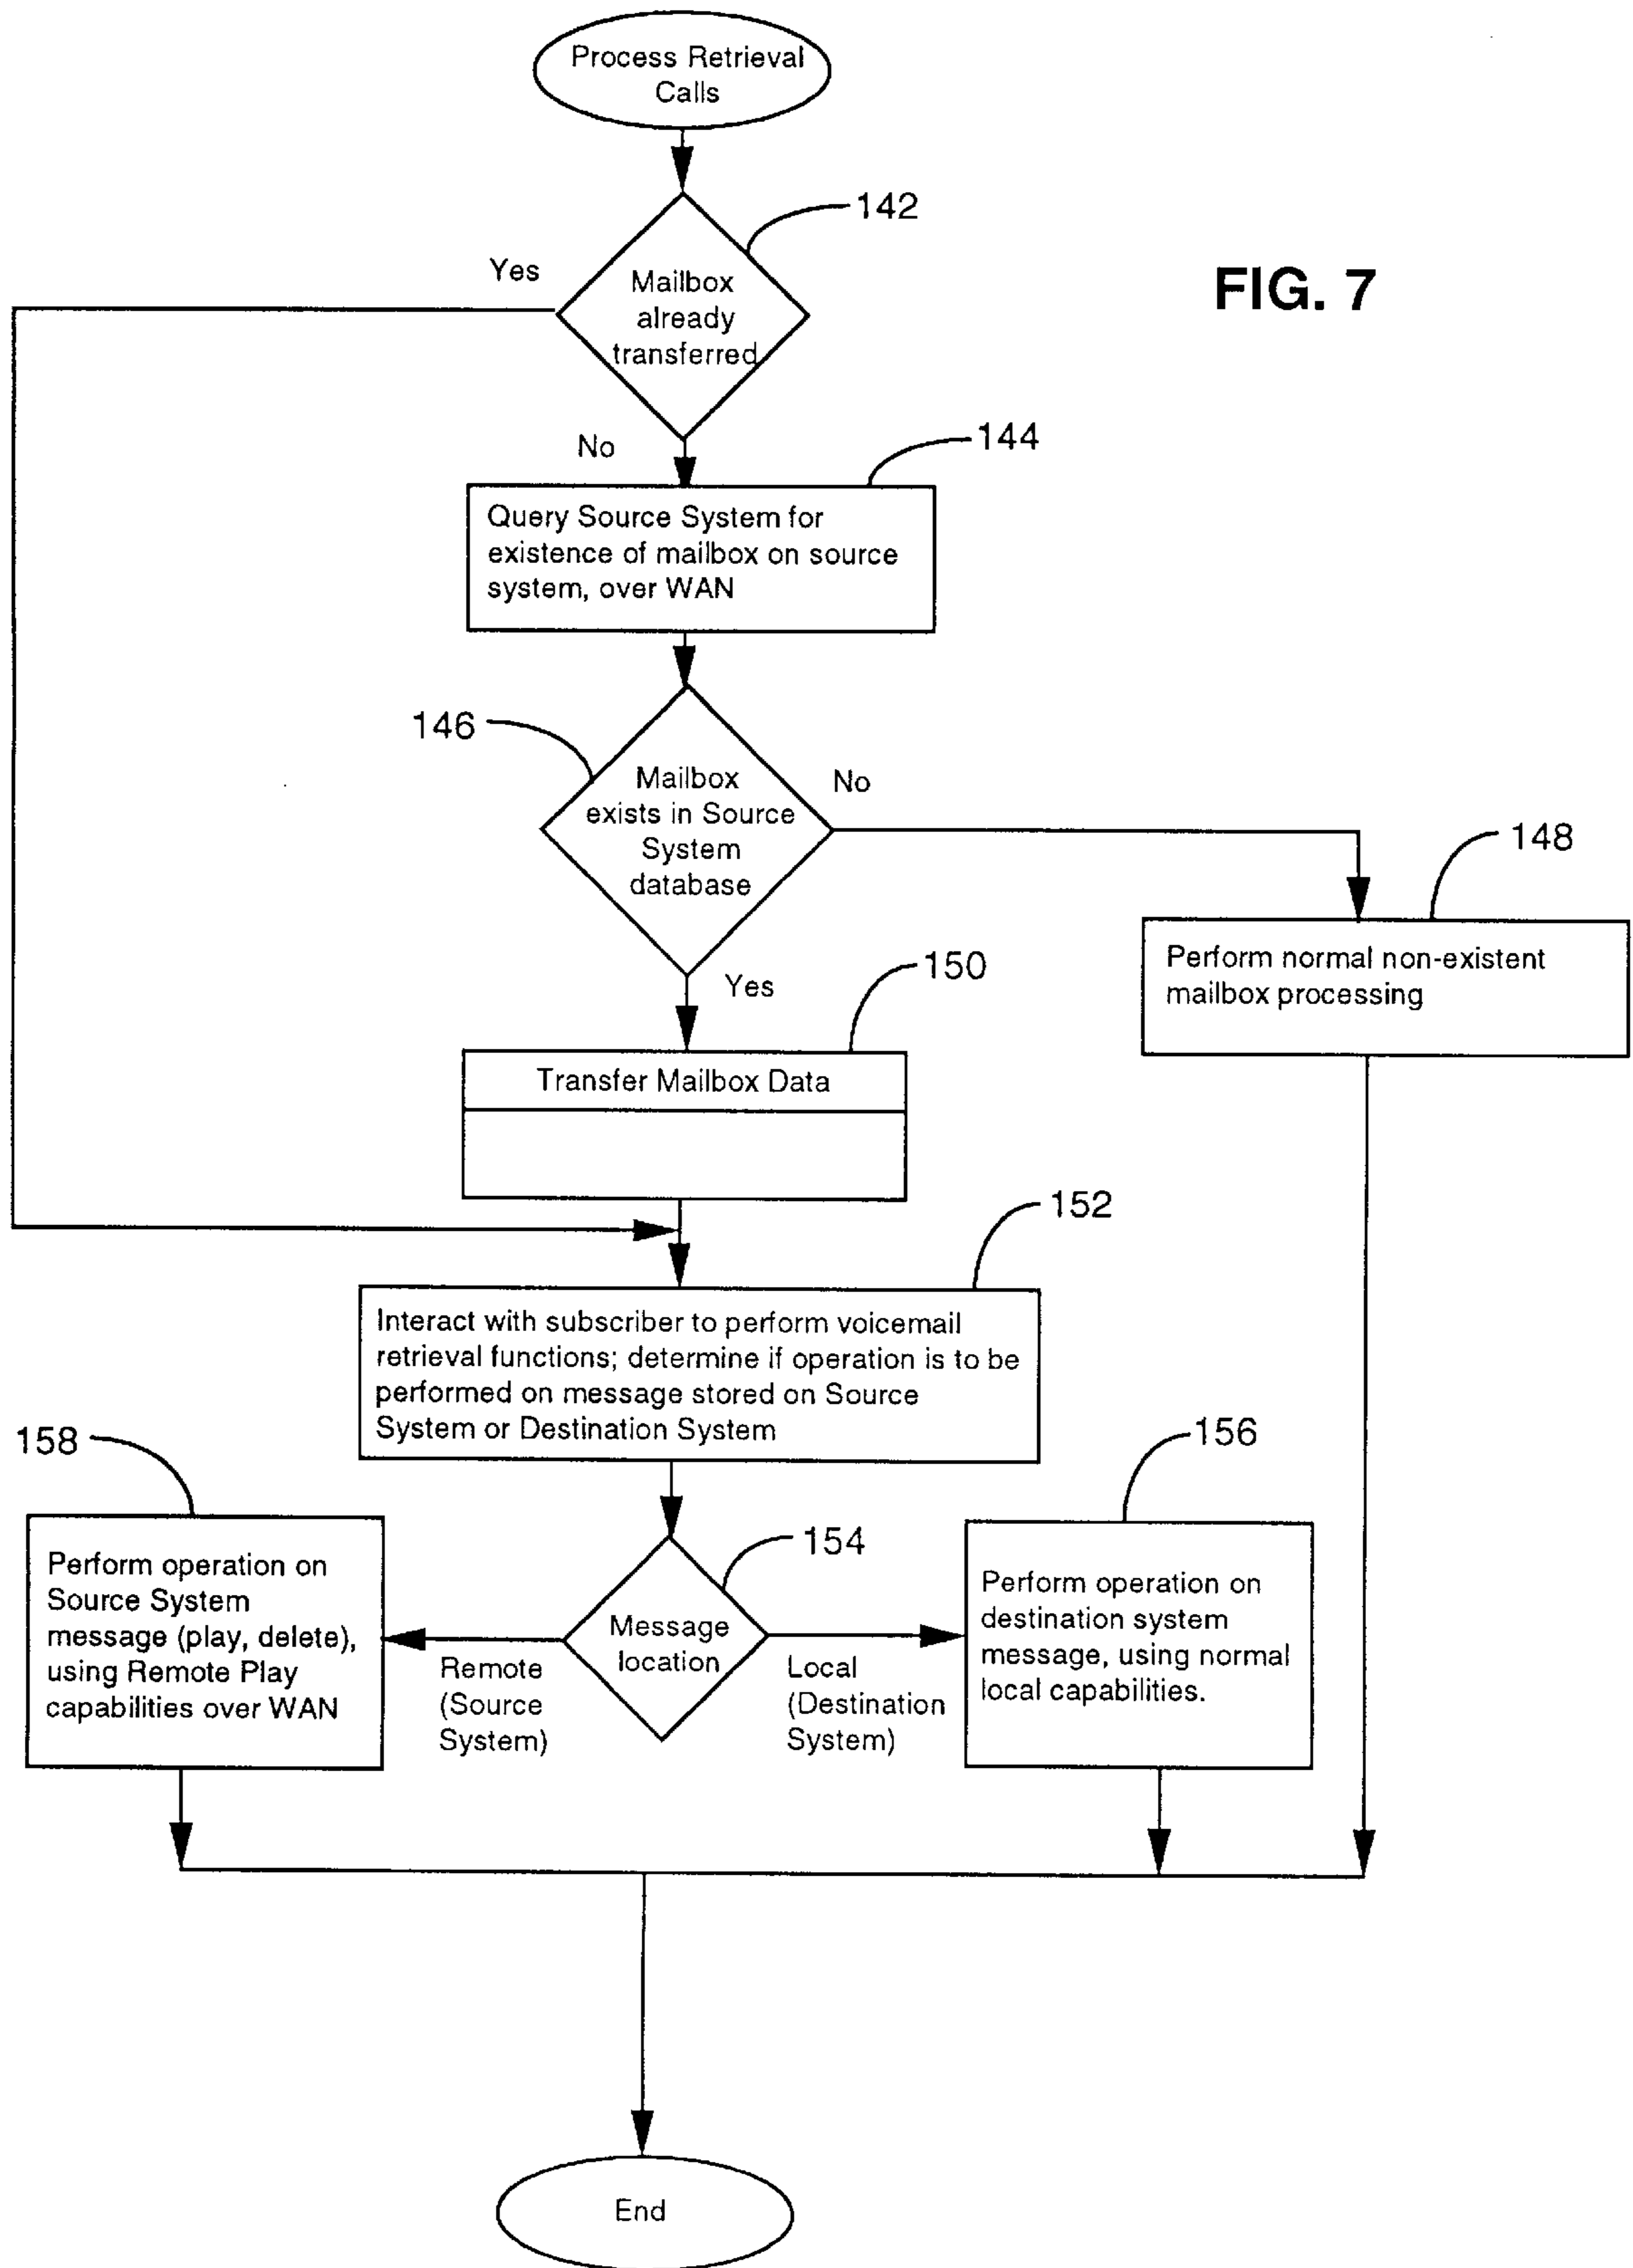 Process Retrieval
Calls
142
Yes
Mailbox
already
transferred
FIG. 7
No
144
Query Source System for
existence of mailbox on source
system, over WAN
146
Mailbox
exists in Source
System
database
No
148
Perform normal non-existent
mailbox processing
Yes
150
Transfer Mailbox Data
152
Interact with subscriber to perform voicemail
retrieval functions; determine if operation is to be
performed on message stored on Source
System or Destination System
158
156
154
Perform operation on
Source System
message (play, delete),
using Remote Play
capabilities over WAN
Message
location
Remote
(Source
System)
Local
(Destination
System)
Perform operation on
destination system
message, using normal
local capabilities.
End